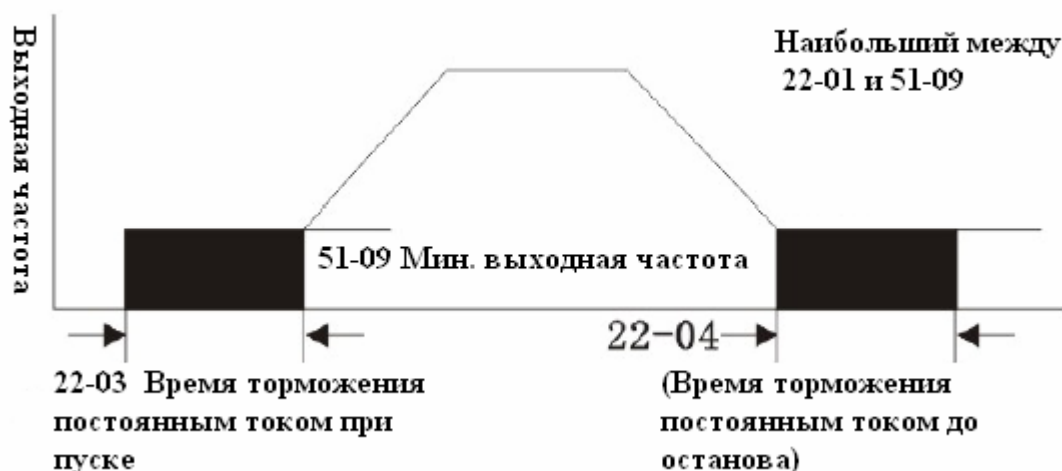 Выходная частота
Наибольший между
22-01 и 51-09
51-09 Мин. выходная частота
22-04
22-03 Время торможения
постоянным током при
пуске
(Время торможения
постоянным током до
останова)